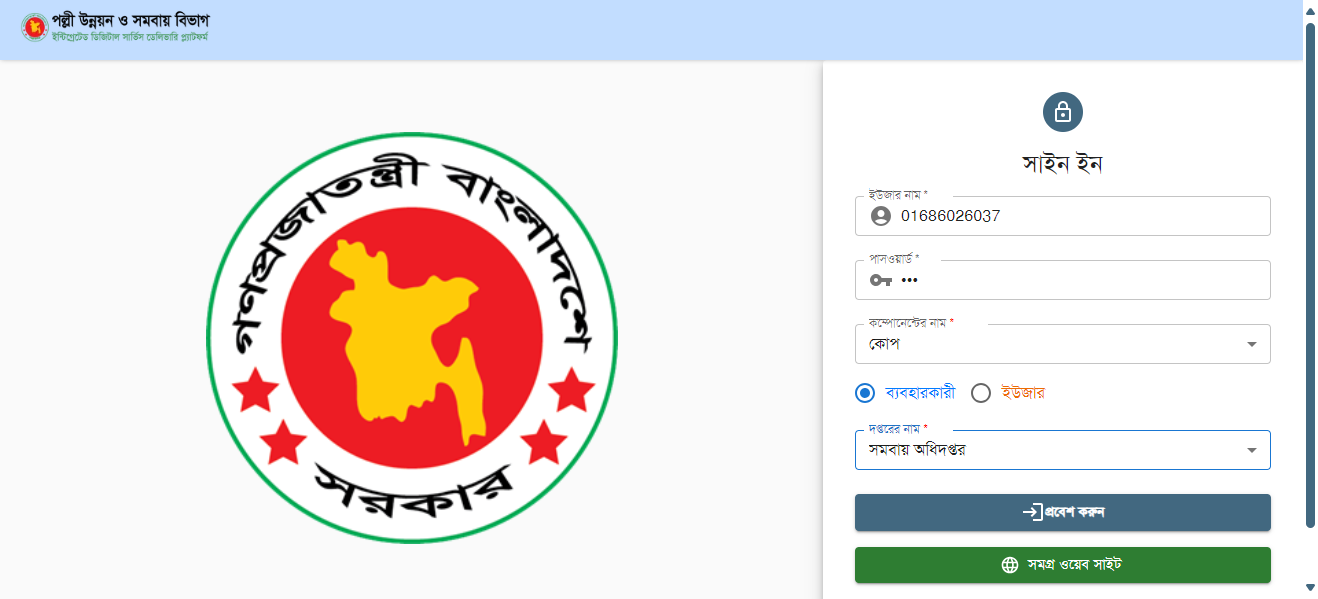 পল্লী উন্নয়ন ও সমবায় বিভাগ
ইন্টিগ্রেটেড ডিজিটাল সার্ভিস ডেলিভারি প্ল্যাটফর্ম
গণপ্রজাতন্ত্রী বাংলাদেশ
সরকার
সাইন ইন
ইউজার নাম *
01686026037
পাসওয়ার্ড *
•••
কম্পোনেন্টের নাম *
কোপ
ব্যবহারকারী ইউজার
দপ্তরের নাম *
সমবায় অধিদপ্তর
প্রবেশ করুন
সমগ্র ওয়েব সাইট